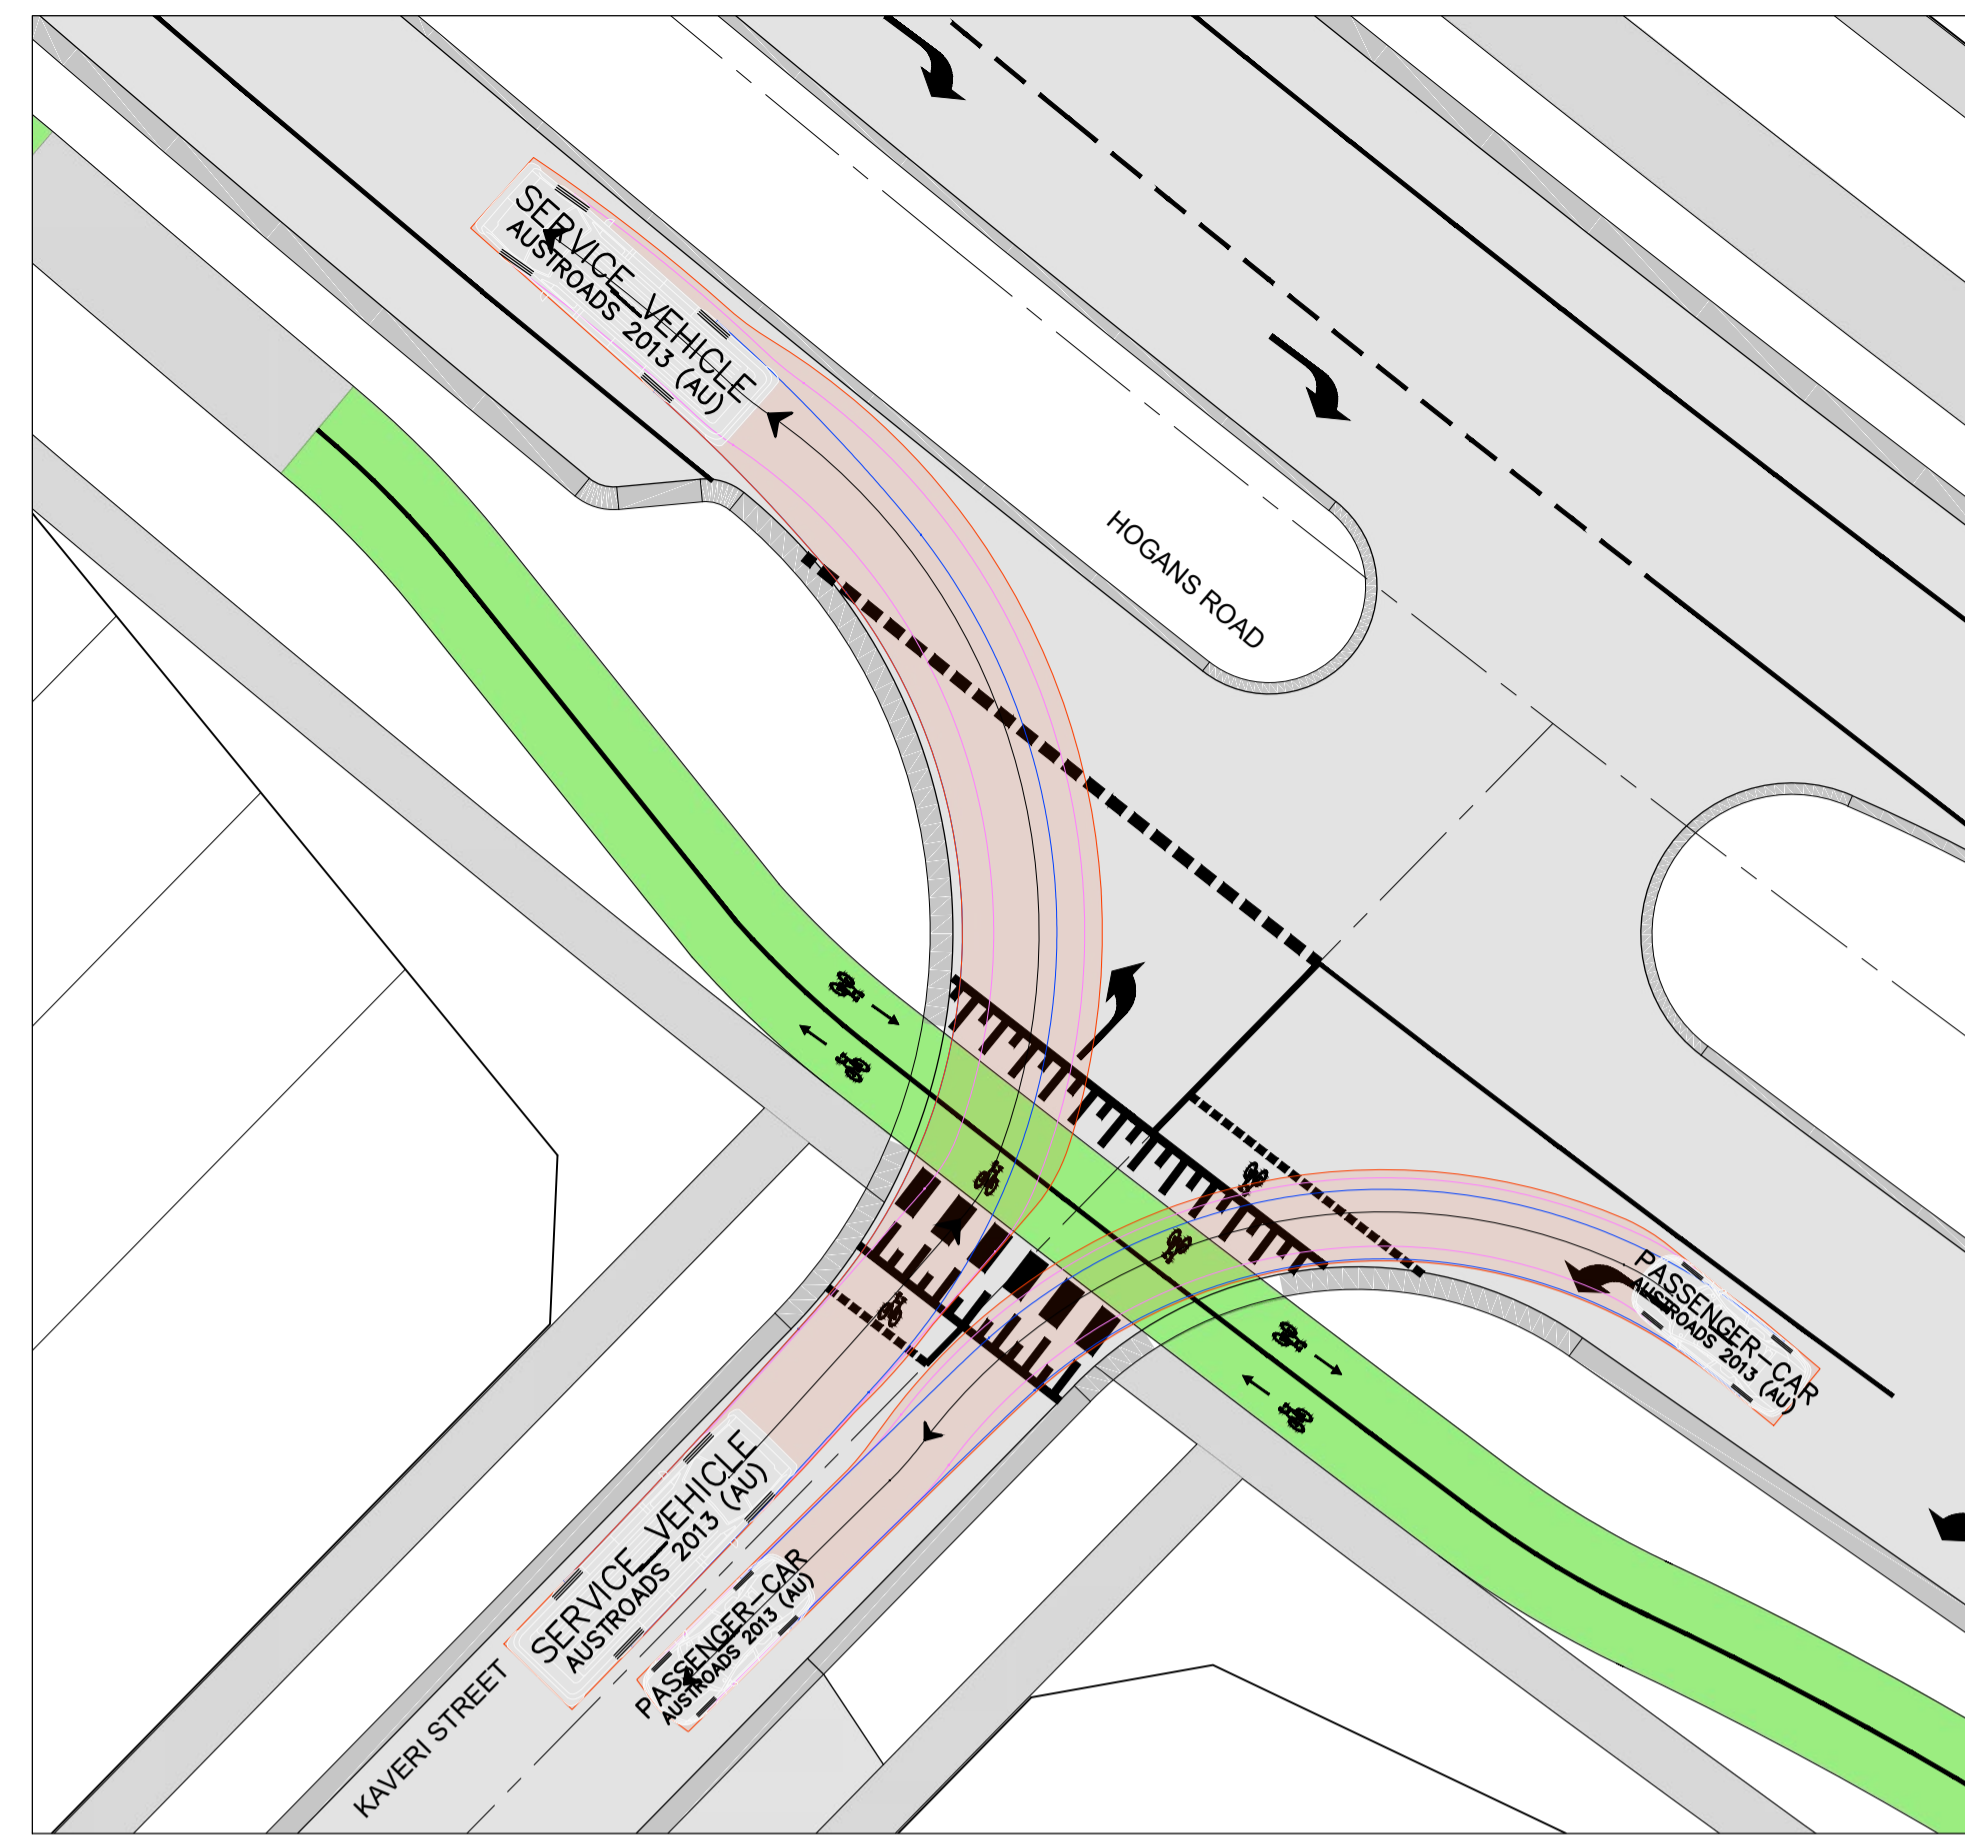 SERVICE_VEHICLE
AUSTROADS 2013 (AU)
HOGANS ROAD
PASSENGER-CAR
AUSTROADS 2013 (AU)
SERVICE_VEHICLE
AUSTROADS 2013 (AU)
PASSENGER-CAR
AUSTROADS 2013 (AU)
KAVERI STREET